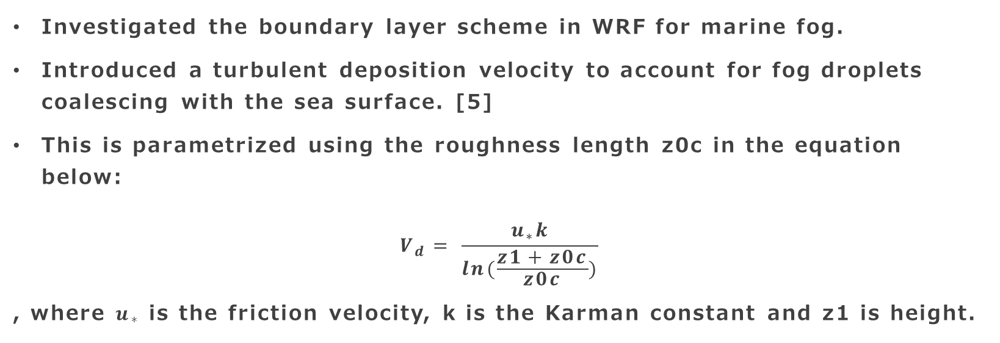 • Investigated the boundary layer scheme in WRF for marine fog.
• Introduced a turbulent deposition velocity to account for fog droplets
coalescing with the sea surface. [5]
• This is parametrized using the roughness length z0c in the equation
below:
V_d = u_* k / ln((z1 + z0c)/z0c)
, where u_* is the friction velocity, k is the Karman constant and z1 is height.